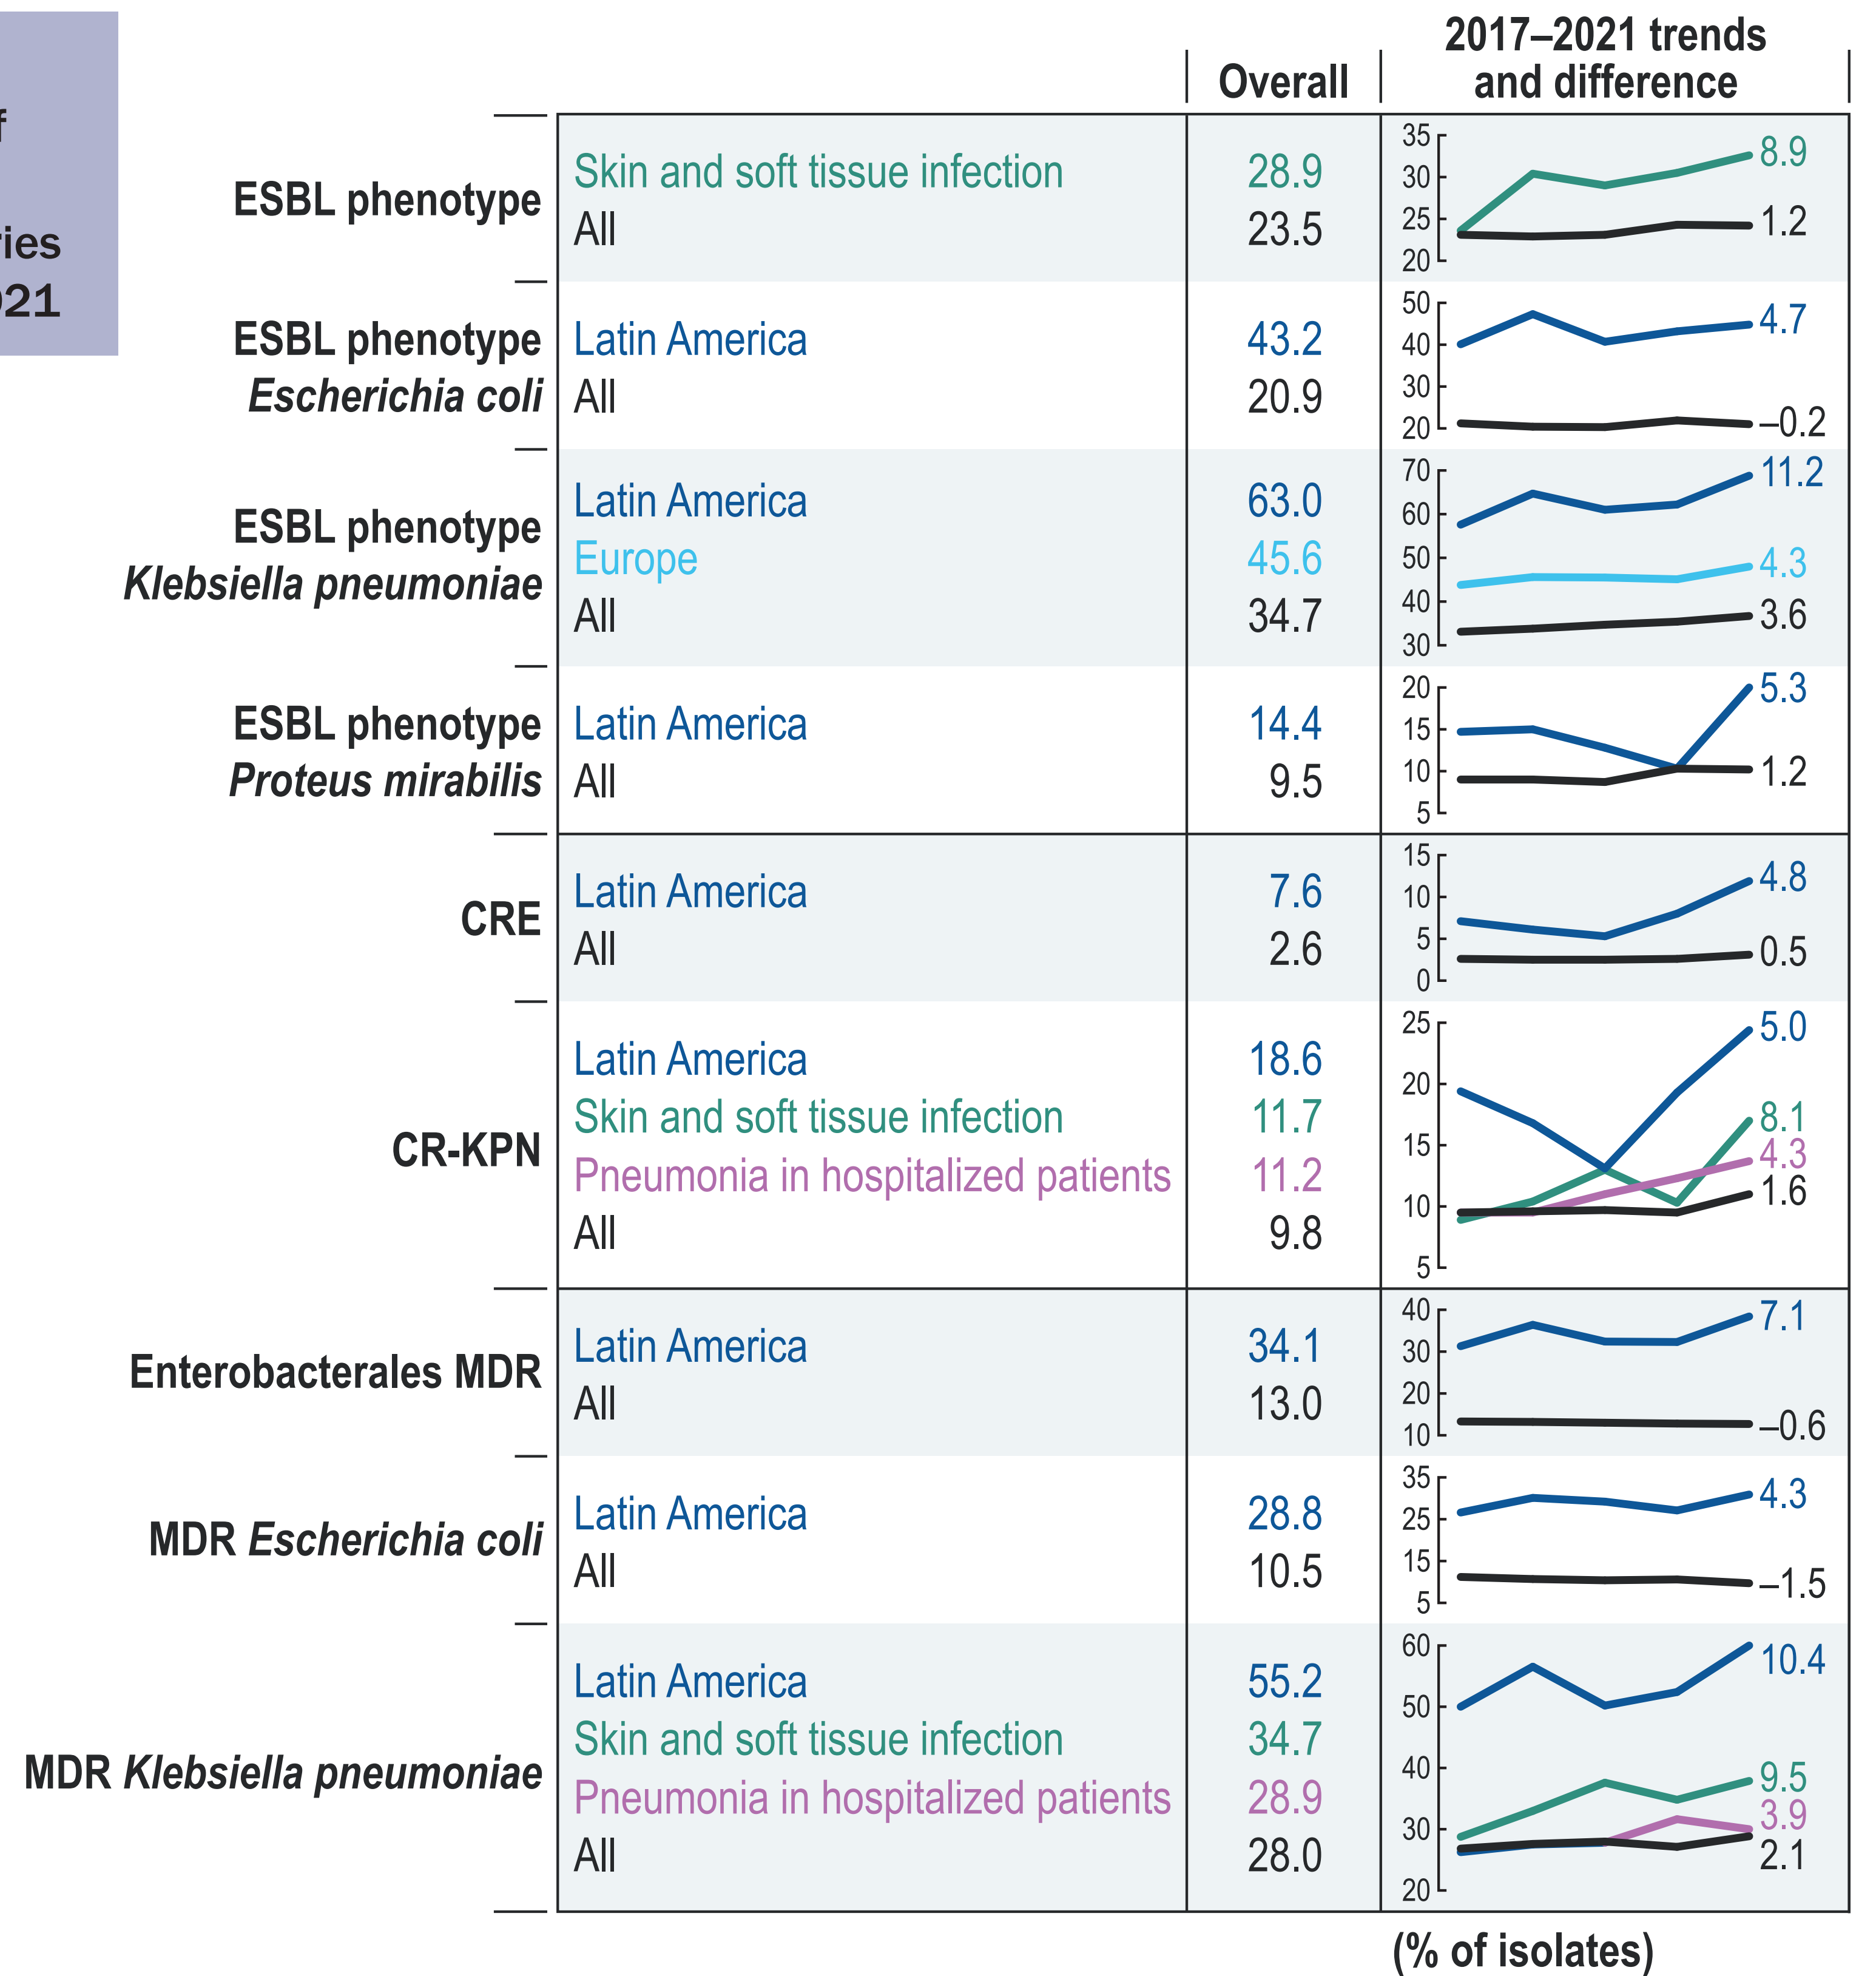 ries
021
2017–2021 trends
and difference
Overall
ESBL phenotype
Skin and soft tissue infection 28.9
All 23.5
35
30
25
20
8.9
1.2
ESBL phenotype
Escherichia coli
Latin America 43.2
All 20.9
50
40
30
20
4.7
–0.2
ESBL phenotype
Klebsiella pneumoniae
Latin America 63.0
Europe 45.6
All 34.7
70
60
50
40
30
11.2
4.3
3.6
ESBL phenotype
Proteus mirabilis
Latin America 14.4
All 9.5
20
15
10
5
5.3
1.2
CRE
Latin America 7.6
All 2.6
15
10
5
0
4.8
0.5
CR-KPN
Latin America 18.6
Skin and soft tissue infection 11.7
Pneumonia in hospitalized patients 11.2
All 9.8
25
20
15
10
5
5.0
8.1
4.3
1.6
Enterobacterales MDR
Latin America 34.1
All 13.0
40
30
20
10
7.1
–0.6
MDR Escherichia coli
Latin America 28.8
All 10.5
35
25
15
5
4.3
–1.5
MDR Klebsiella pneumoniae
Latin America 55.2
Skin and soft tissue infection 34.7
Pneumonia in hospitalized patients 28.9
All 28.0
60
50
40
30
20
10.4
9.5
3.9
2.1
(% of isolates)